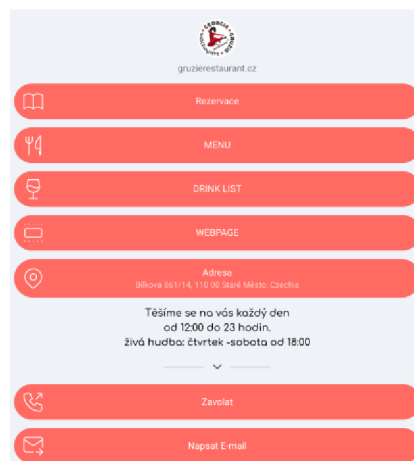 gruzierestaurant.cz
Rezervace
MENU
DRINK LIST
WEBPAGE
Adresa
Bílkova 861/14, 110 00 Staré Město, Czechia
Těšíme se na vás každý den
od 12:00 do 23 hodin.
živá hudba: čtvrtek -sobota od 18:00
Zavolat
Napsat E-mail